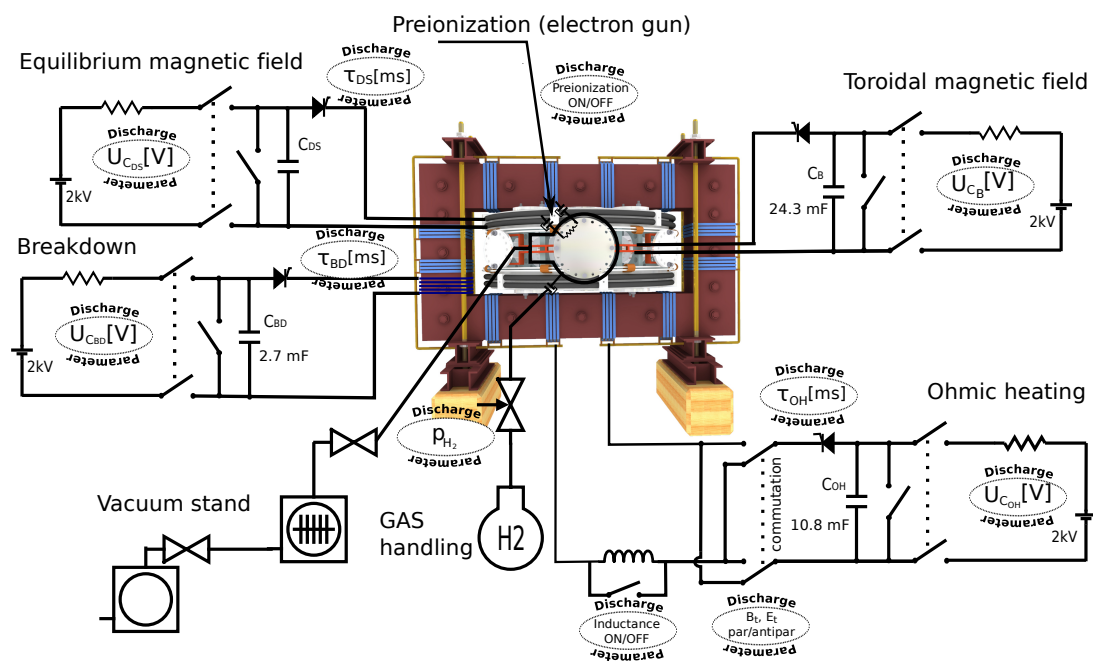 Preionization (electron gun)
Discharge
Preionization
ON/OFF
Parameter
Equilibrium magnetic field
Discharge
τDS[ms]
Parameter
Discharge
UCDS[V]
Parameter
CDS
2kV
Toroidal magnetic field
CB
24.3 mF
Discharge
UCB[V]
Parameter
2kV
Breakdown
Discharge
τBD[ms]
Parameter
Discharge
UCBD[V]
Parameter
CBD
2.7 mF
2kV
Discharge
pH2
Parameter
Vacuum stand
GAS
handling
H2
Ohmic heating
Discharge
τOH[ms]
Parameter
commutation
COH
10.8 mF
Discharge
UCOH[V]
Parameter
2kV
Discharge
Inductance
ON/OFF
Parameter
Discharge
Bt, Et
par/antipar
Parameter